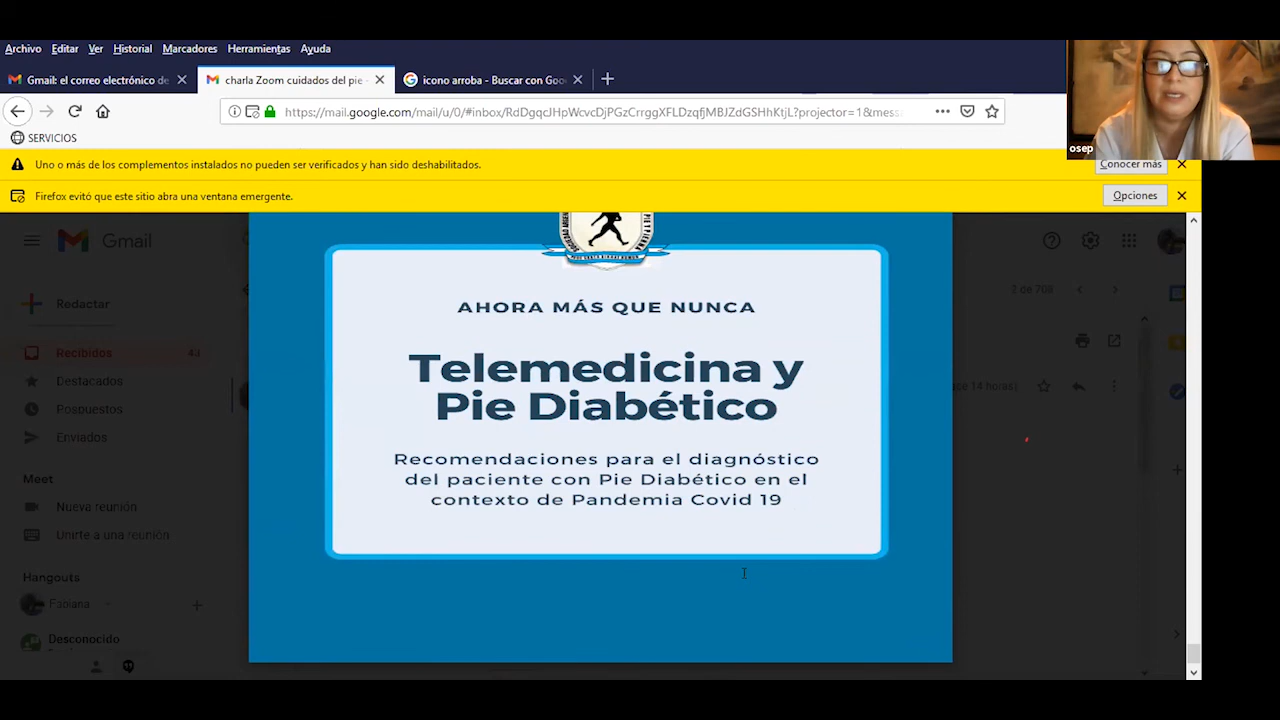 Archivo Editar Ver Historial Marcadores Herramientas Ayuda
Gmail: el correo electrónico de
charla Zoom cuidados del pie -
icono arroba - Buscar con Goo
https://mail.google.com/mail/u/0/#inbox/RdDgqcJHpWcvcDjPGzCrrggXFLDzqfjMBJZdGSHhKtjL?projector=1&mess
SERVICIOS
osep
Uno o más de los complementos instalados no pueden ser verificados y han sido deshabilitados.
Conocer más
Firefox evitó que este sitio abra una ventana emergente.
Opciones
Gmail
Redactar
Recibidos
Destacados
Pospuestos
Enviados
Meet
Nueva reunión
Unirte a una reunión
Hangouts
Fabiana
Desconocido
de 768
hace 14 horas)
AHORA MÁS QUE NUNCA
Telemedicina y
Pie Diabético
Recomendaciones para el diagnóstico
del paciente con Pie Diabético en el
contexto de Pandemia Covid 19